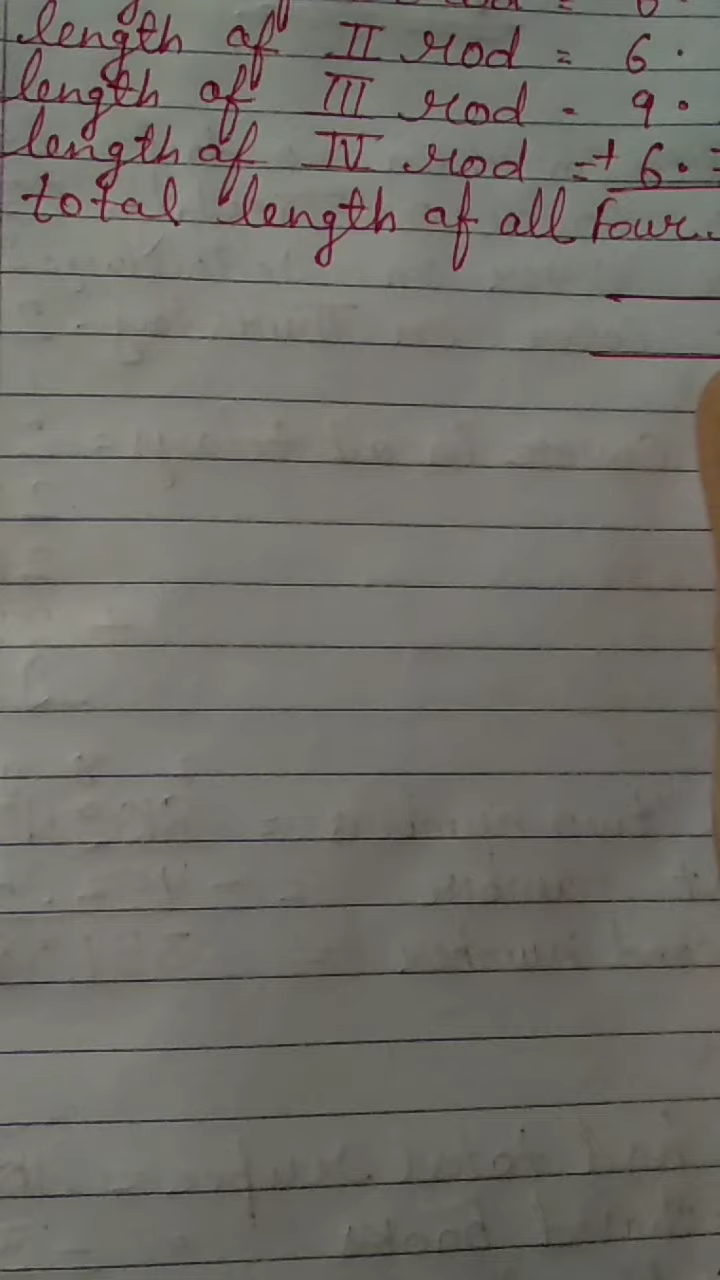 length of II rod = 6.
length of III rod = 9.
length of IV rod = + 6.
total length of all four